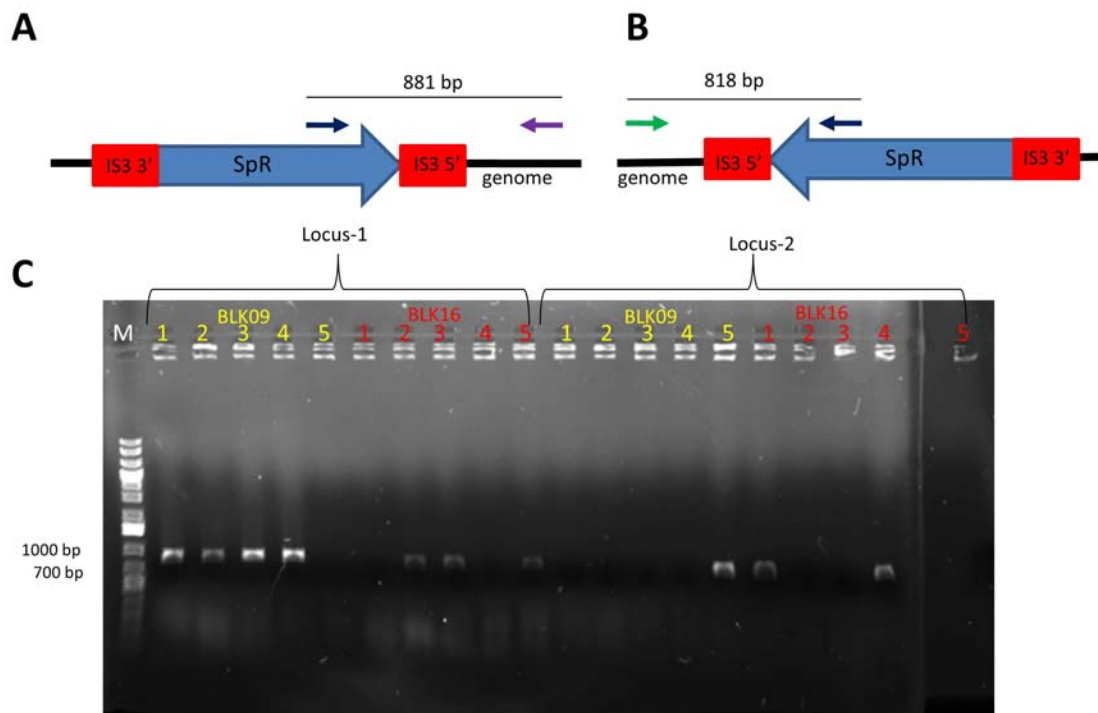 A
B
881 bp
818 bp
IS3 3′ SpR IS3 5′
genome
IS3 5′ SpR IS3 3′
genome
Locus-1
Locus-2
C
M
BLK09
1 2 3 4 5
BLK16
1 2 3 4 5
BLK09
1 2 3 4 5
BLK16
1 2 3 4 5
1000 bp
700 bp